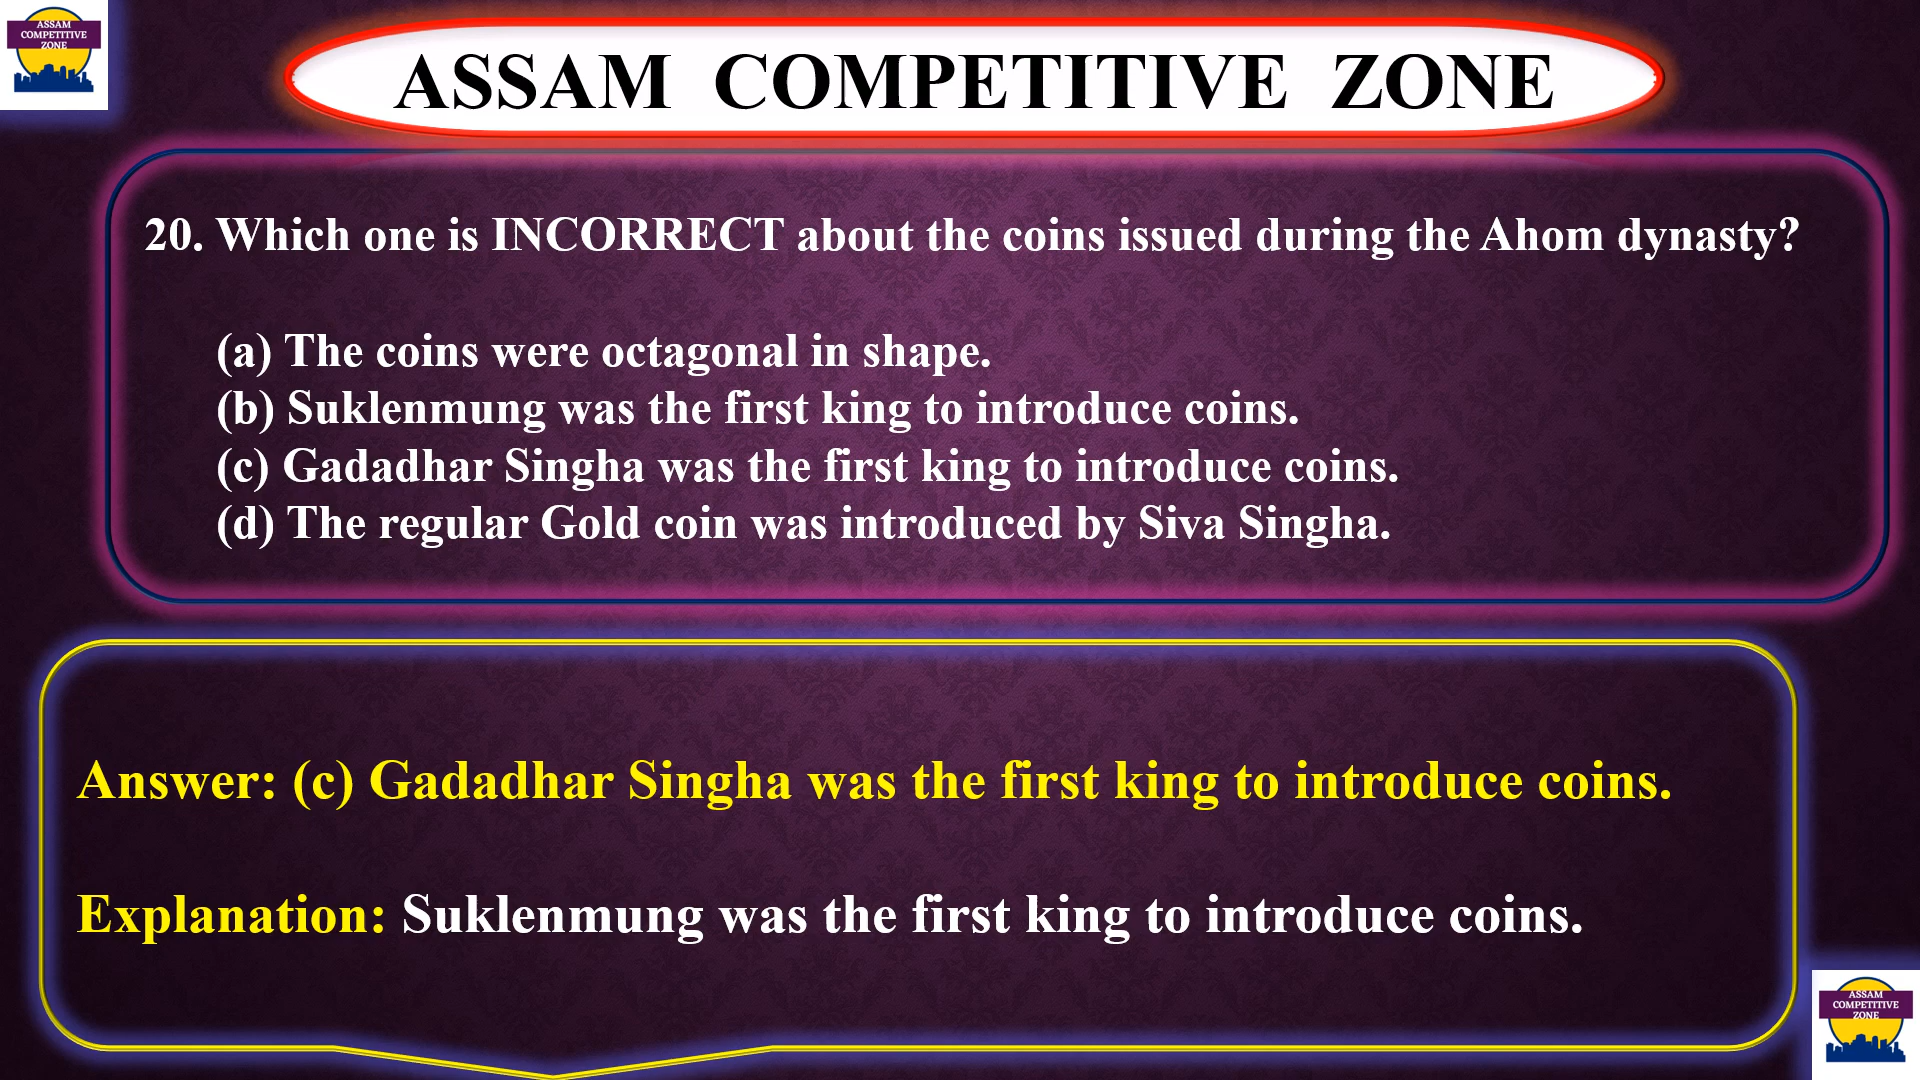 ASSAM
COMPETITIVE
ZONE
ASSAM COMPETITIVE ZONE
20. Which one is INCORRECT about the coins issued during the Ahom dynasty?
(a) The coins were octagonal in shape.
(b) Suklenmung was the first king to introduce coins.
(c) Gadadhar Singha was the first king to introduce coins.
(d) The regular Gold coin was introduced by Siva Singha.
Answer: (c) Gadadhar Singha was the first king to introduce coins.
Explanation: Suklenmung was the first king to introduce coins.
ASSAM
COMPETITIVE
ZONE